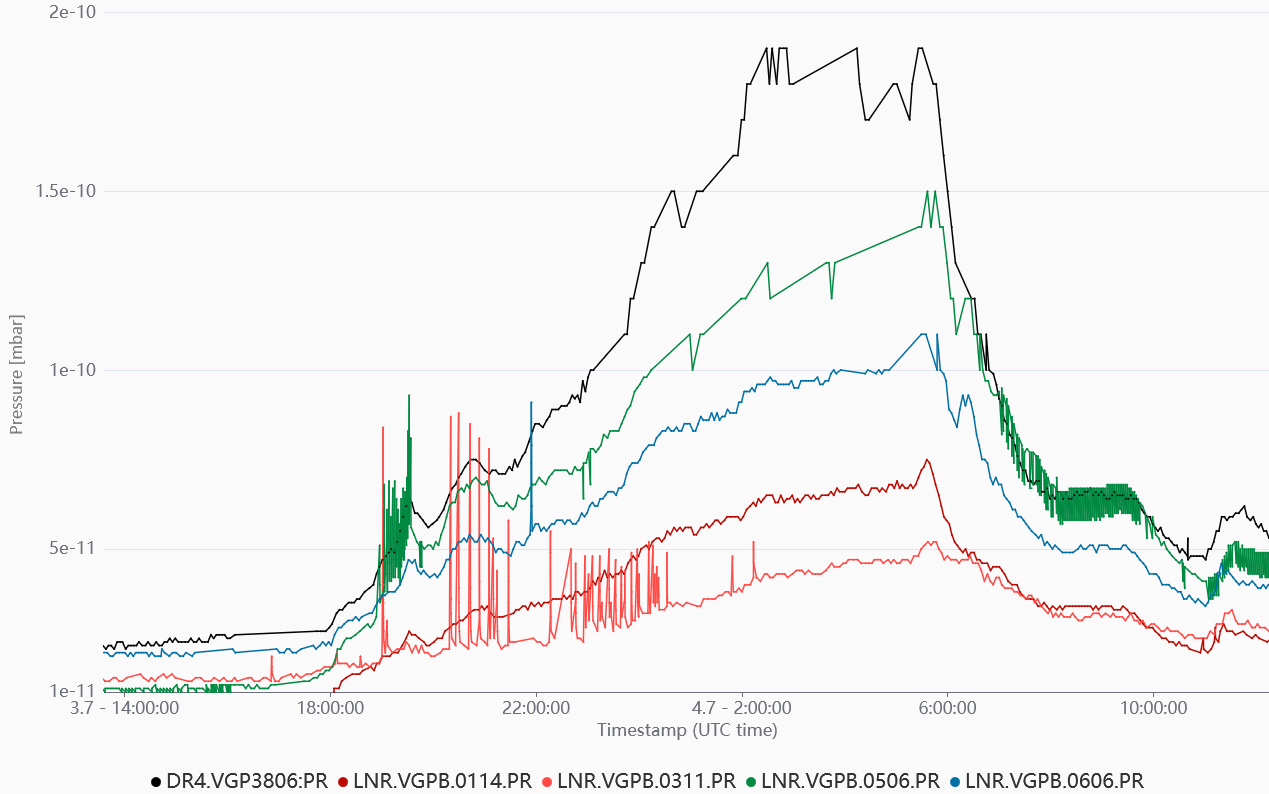 2e-10
1.5e-10
1e-10
5e-11
1e-11
Pressure [mbar]
3.7 - 14:00:00 18:00:00 22:00:00 4.7 - 2:00:00 6:00:00 10:00:00
Timestamp (UTC time)
DR4.VGP3806:PR LNR.VGPB.0114.PR LNR.VGPB.0311.PR LNR.VGPB.0506.PR LNR.VGPB.0606.PR